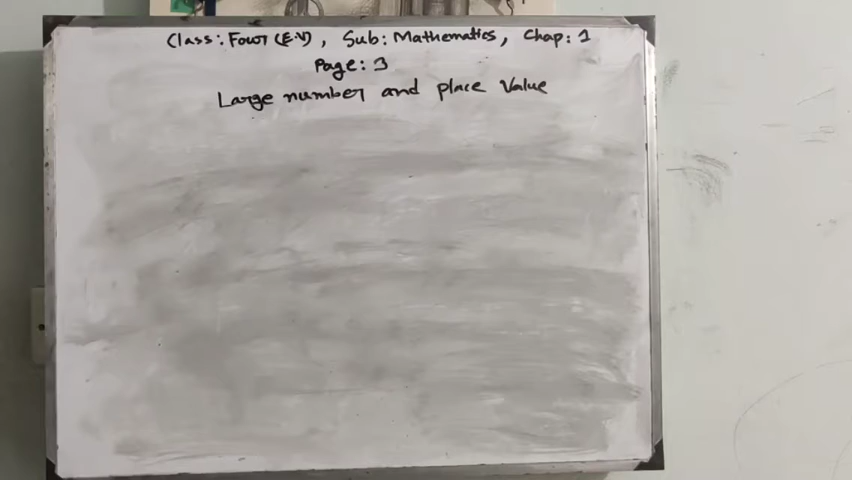 Class: Four (E.V), Sub: Mathematics, Chap: 1
Page: 3
Large number and place Value